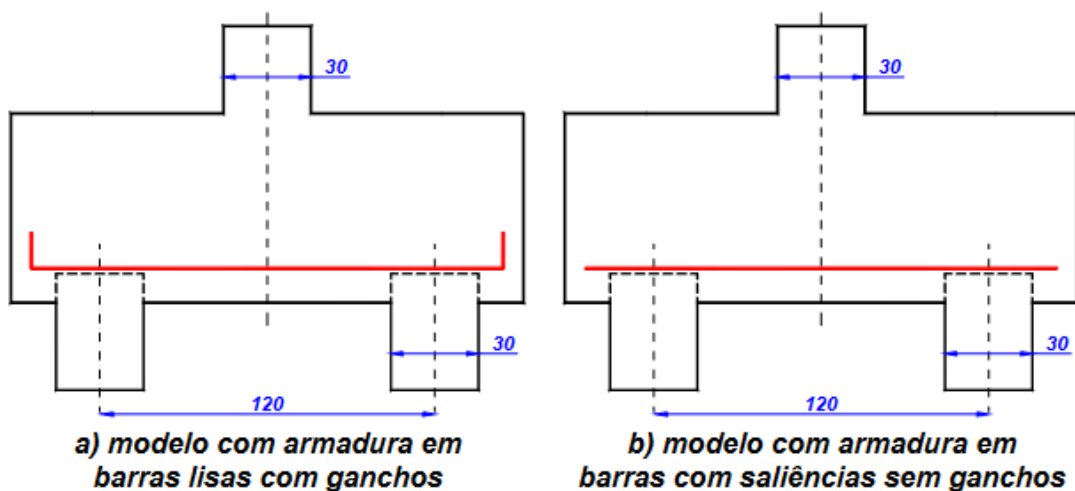 30
30
120
a) modelo com armadura em
barras lisas com ganchos
30
30
120
b) modelo com armadura em
barras com saliências sem ganchos